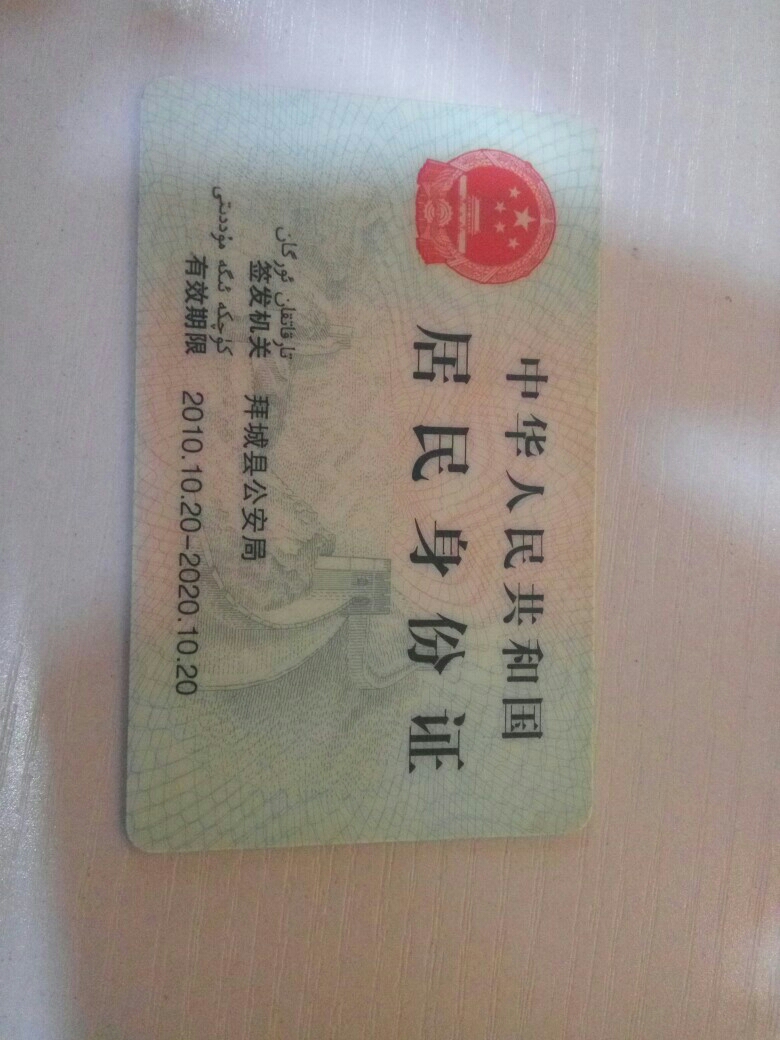 中华人民共和国
居民身份证
تارقاتقان ئورگان
签发机关 拜城县公安局
كۈچكە ئىگە مۇددىتى
有效期限 2010.10.20-2020.10.20